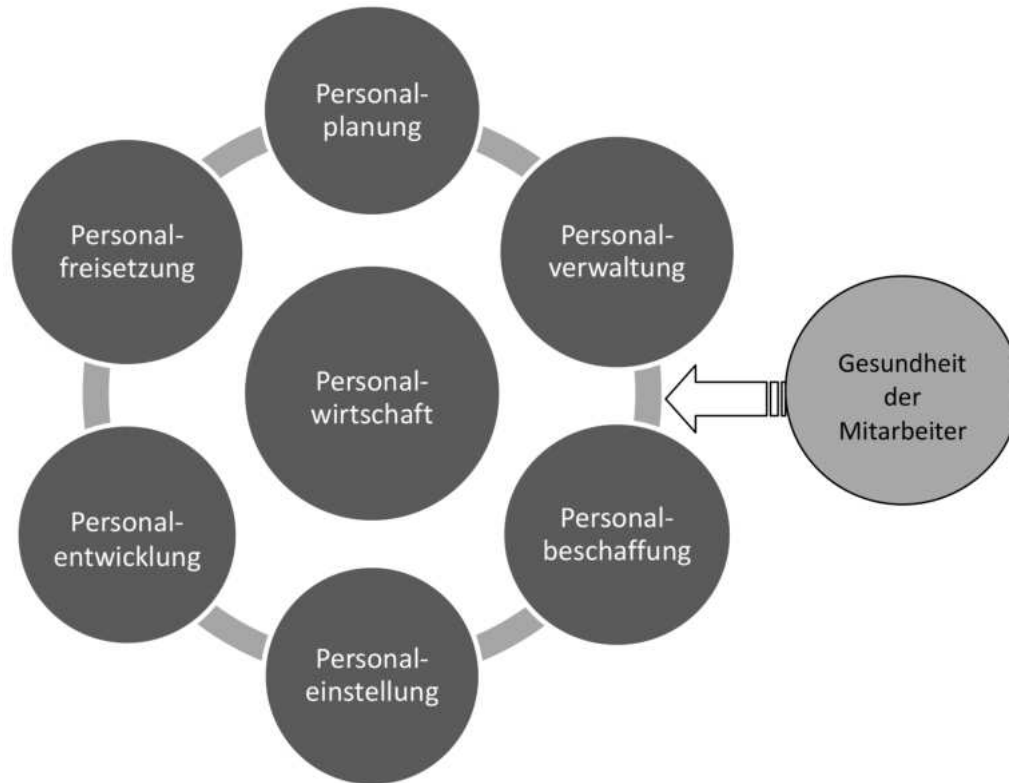 Personal-
planung
Personal-
verwaltung
Personal-
beschaffung
Personal-
einstellung
Personal-
entwicklung
Personal-
freisetzung
Personal-
wirtschaft
Gesundheit
der
Mitarbeiter